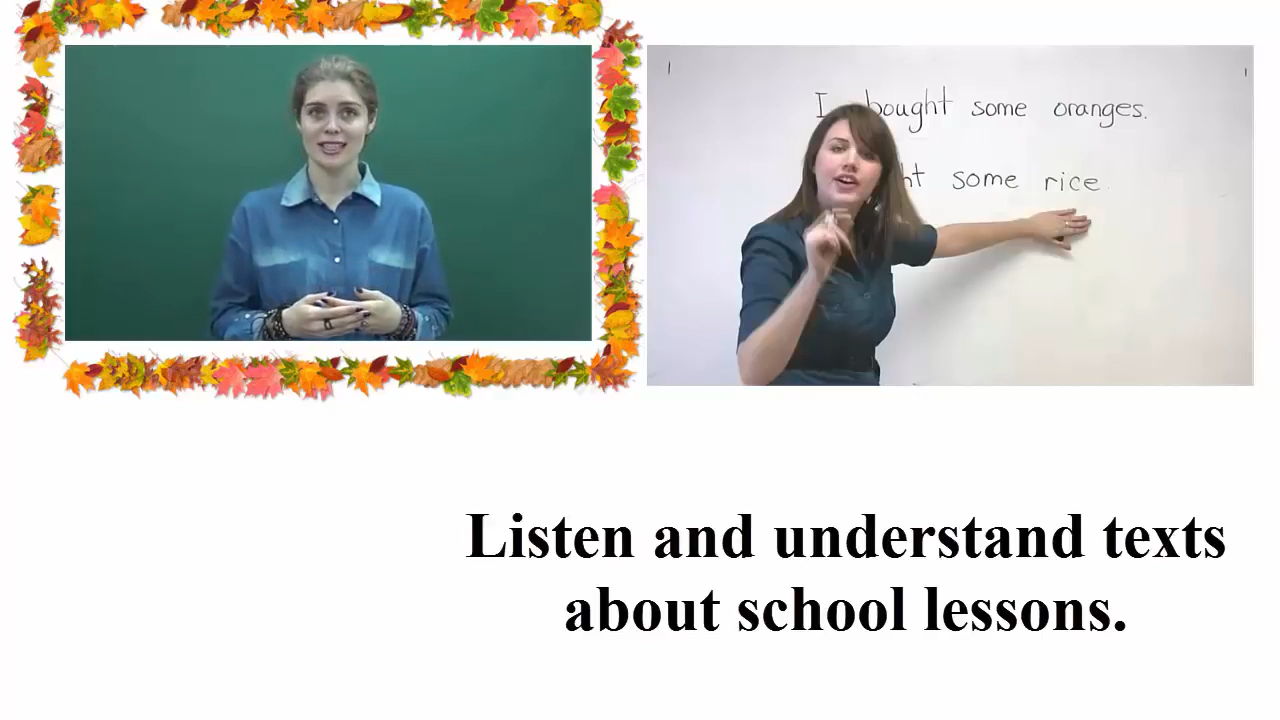 I bought some oranges.
some rice.
Listen and understand texts
about school lessons.